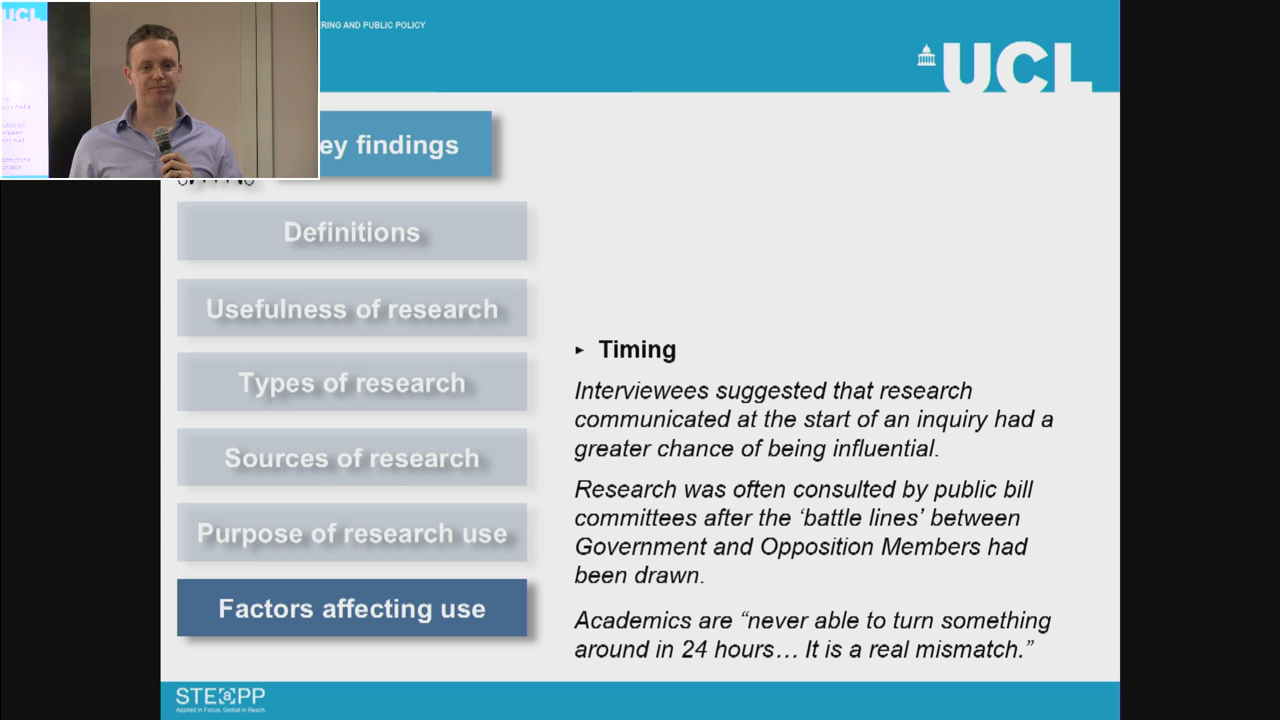 UCL
RING AND PUBLIC POLICY
UCL
ey findings
Definitions
Usefulness of research
Types of research
Sources of research
Purpose of research use
Factors affecting use
► Timing
Interviewees suggested that research
communicated at the start of an inquiry had a
greater chance of being influential.
Research was often consulted by public bill
committees after the ‘battle lines’ between
Government and Opposition Members had
been drawn.
Academics are “never able to turn something
around in 24 hours… It is a real mismatch.”
STEaPP
Applied in Focus. Global in Reach.